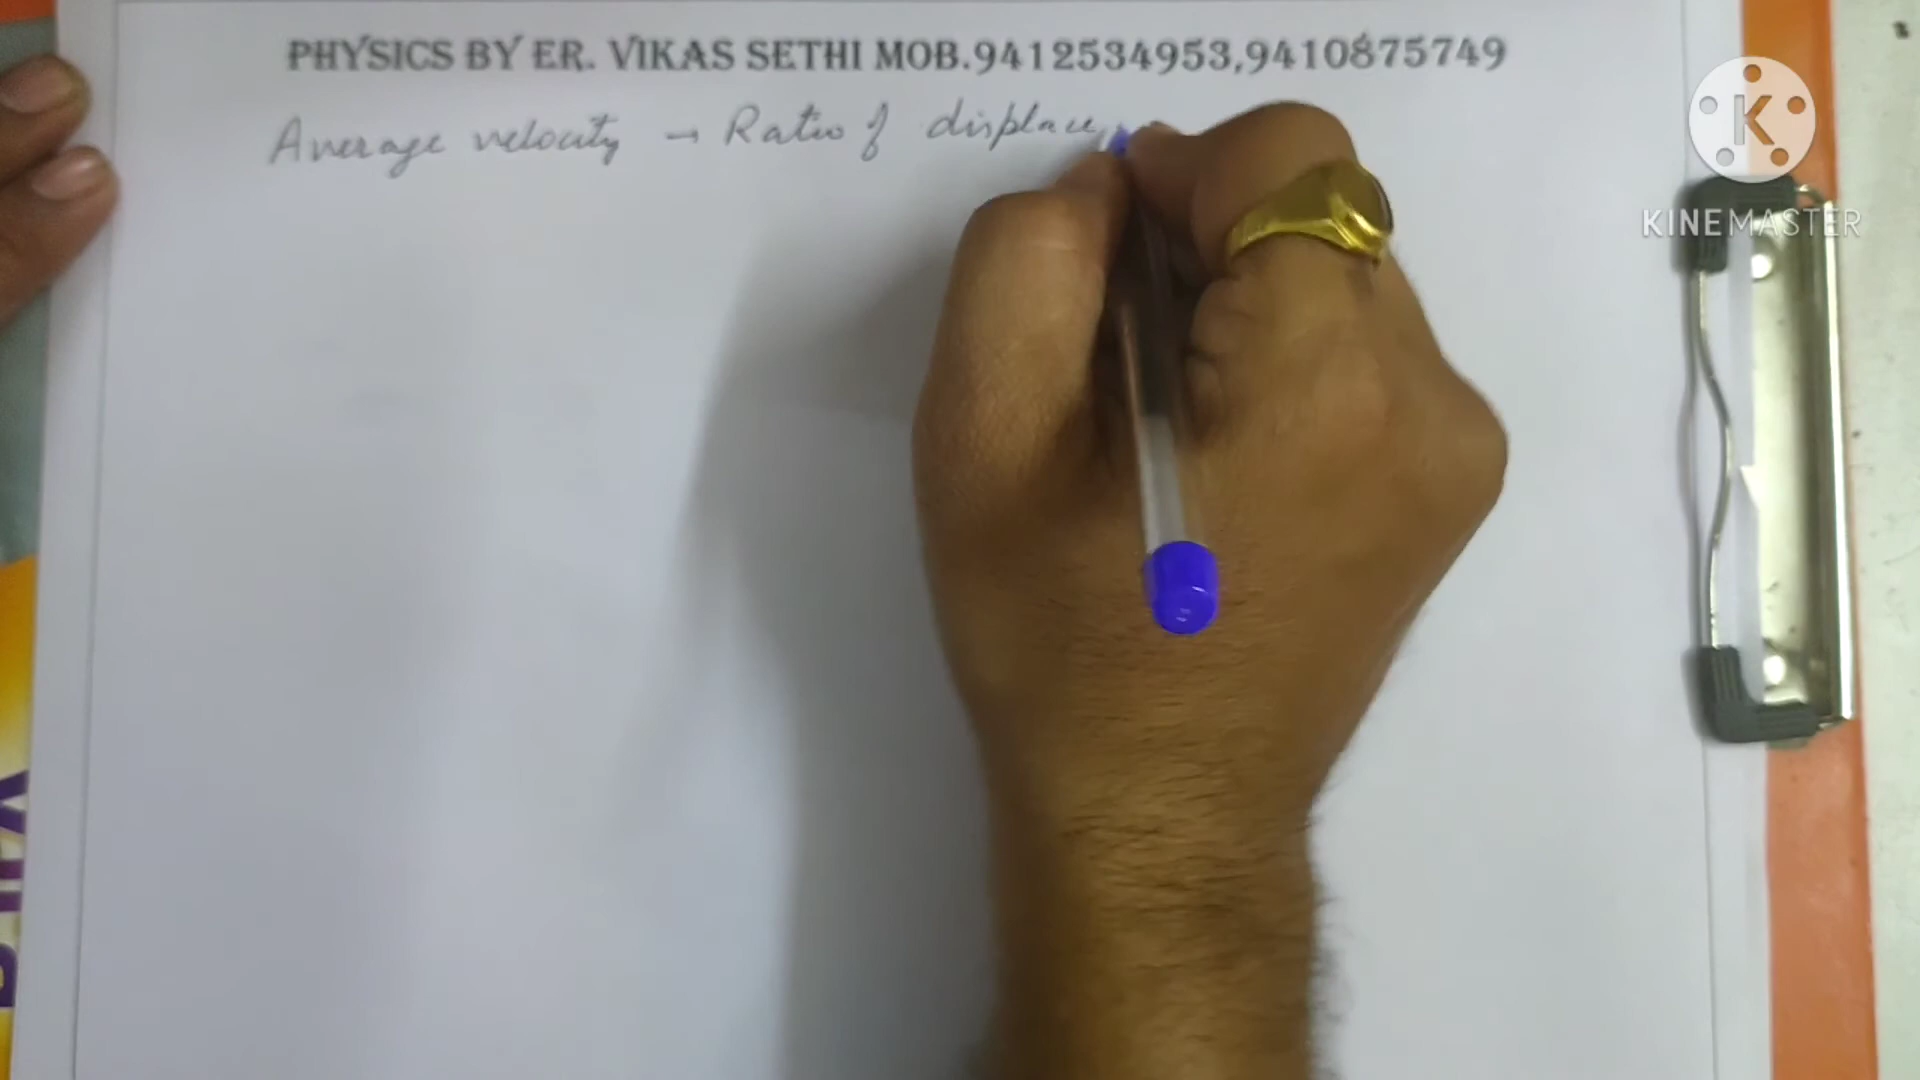 PHYSICS BY ER. VIKAS SETHI MOB.9412534953,9410875749
Average velocity → Ratio of displace
K
KINEMASTER